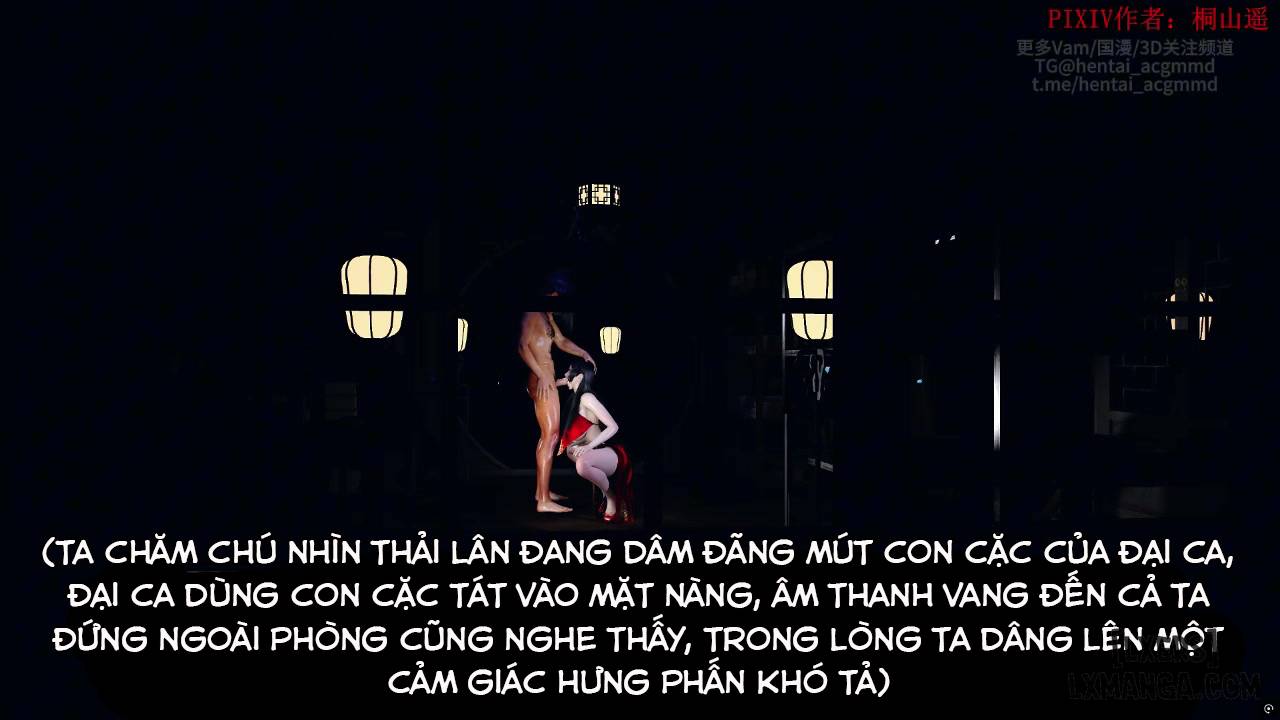 PIXIV作者：桐山遥
更多Vam/国漫/3D关注频道
TG@hentai_acgmmd
t.me/hentai_acgmmd
(TA CHĂM CHÚ NHÌN THẢI LÂN ĐANG DÂM ĐÃNG MÚT CON CẶC CỦA ĐẠI CA,
ĐẠI CA DÙNG CON CẶC TÁT VÀO MẶT NÀNG, ÂM THANH VANG ĐẾN CẢ TA
ĐỨNG NGOÀI PHÒNG CŨNG NGHE THẤY, TRONG LÒNG TA DÂNG LÊN MỘT
CẢM GIÁC HƯNG PHẤN KHÓ TẢ)
LXMANGA.COM